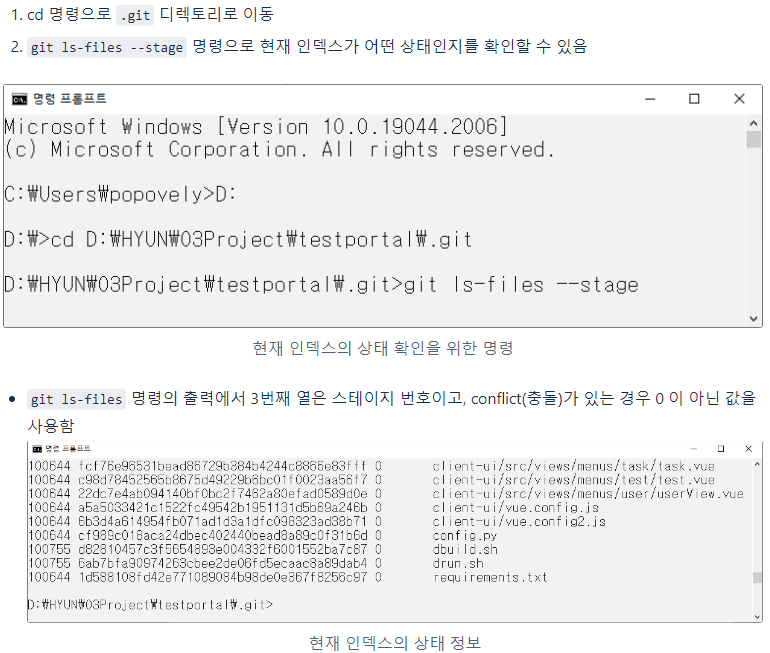 1. cd 명령으로 .git 디렉토리로 이동
2. git ls-files --stage 명령으로 현재 인덱스가 어떤 상태인지를 확인할 수 있음
명령 프롬프트
Microsoft Windows [Version 10.0.19044.2006]
(c) Microsoft Corporation. All rights reserved.
C:₩Users₩popovely>D:
D:₩>cd D:₩HYUN₩03Project₩testportal₩.git
D:₩HYUN₩03Project₩testportal₩.git>git ls-files --stage
현재 인덱스의 상태 확인을 위한 명령
• git ls-files 명령의 출력에서 3번째 열은 스테이지 번호이고, conflict(충돌)가 있는 경우 0 이 아닌 값을
사용함
명령 프롬프트
100644 fcf76e96531bead86729b384b4244c8866e83fff 0 client-ui/src/views/menus/task/task.vue
100644 c98d78452565b8675d49229b6bc01f0023aa56f7 0 client-ui/src/views/menus/test/test.vue
100644 22dc7e4ab094140bf0bc2f7462a80efad0589d0e 0 client-ui/src/views/menus/user/userView.vue
100644 a5a5033421c1522fc49542b1951131d5b69a246b 0 client-ui/vue.config.js
100644 6b3d4a614954fb071ad1d3a1dfc098323ad38b71 0 client-ui/vue.config2.js
100644 cf989c018aca24dbec402440bead8a89c0f31b6d 0 config.py
100755 d82810457c3f5654893e004332f6001552ba7c87 0 dbuild.sh
100755 6ab7bfa90974263cbee2de06fd5ecaac8a89dab4 0 drun.sh
100644 1d588108fd42e771089084b98de0e367f8256c97 0 requirements.txt
D:₩HYUN₩03Project₩testportal₩.git>
현재 인덱스의 상태 정보